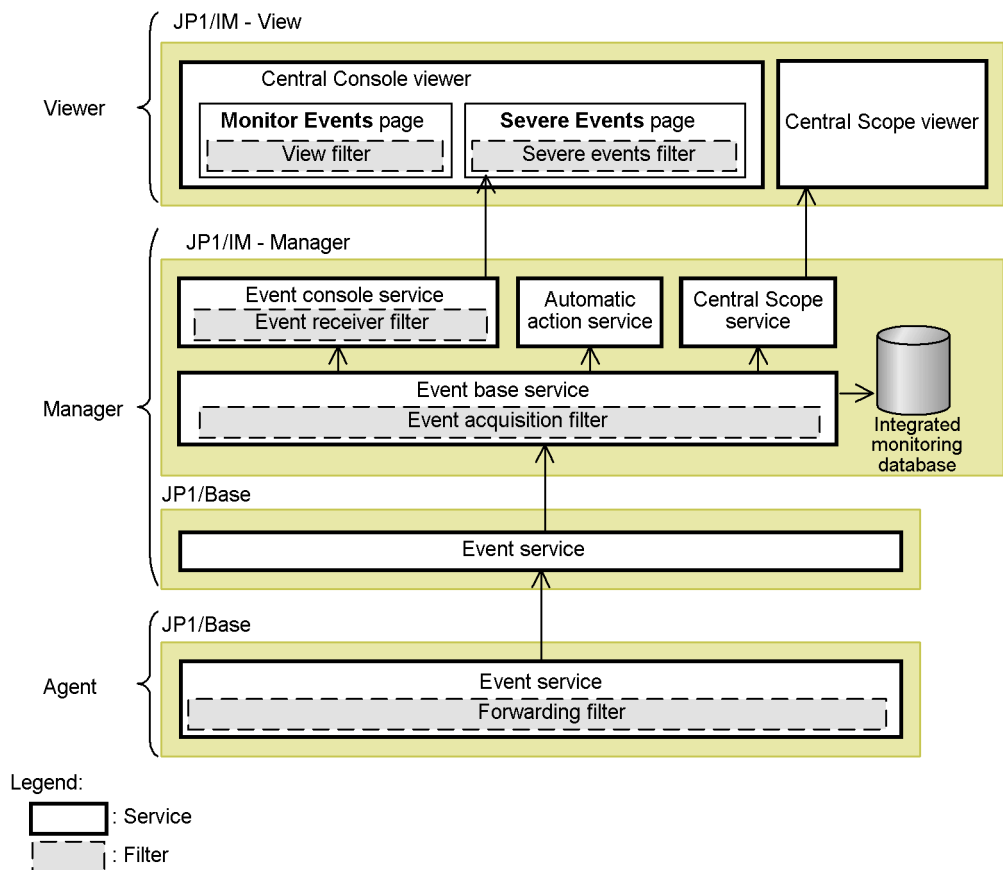 JP1/IM - View
Viewer
Central Console viewer
Monitor Events page
View filter
Severe Events page
Severe events filter
Central Scope viewer
JP1/IM - Manager
Manager
Event console service
Event receiver filter
Automatic
action service
Central Scope
service
Event base service
Event acquisition filter
Integrated
monitoring
database
JP1/Base
Event service
JP1/Base
Agent
Event service
Forwarding filter
Legend:
: Service
: Filter